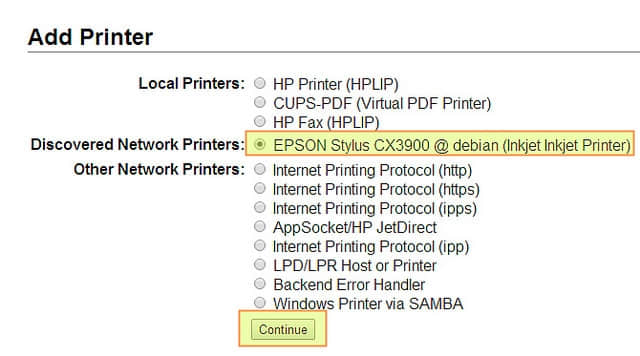 Add Printer
Local Printers: HP Printer (HPLIP)
CUPS-PDF (Virtual PDF Printer)
HP Fax (HPLIP)
Discovered Network Printers: EPSON Stylus CX3900 @ debian (Inkjet Inkjet Printer)
Other Network Printers: Internet Printing Protocol (http)
Internet Printing Protocol (https)
Internet Printing Protocol (ipps)
AppSocket/HP JetDirect
Internet Printing Protocol (ipp)
LPD/LPR Host or Printer
Backend Error Handler
Windows Printer via SAMBA
Continue